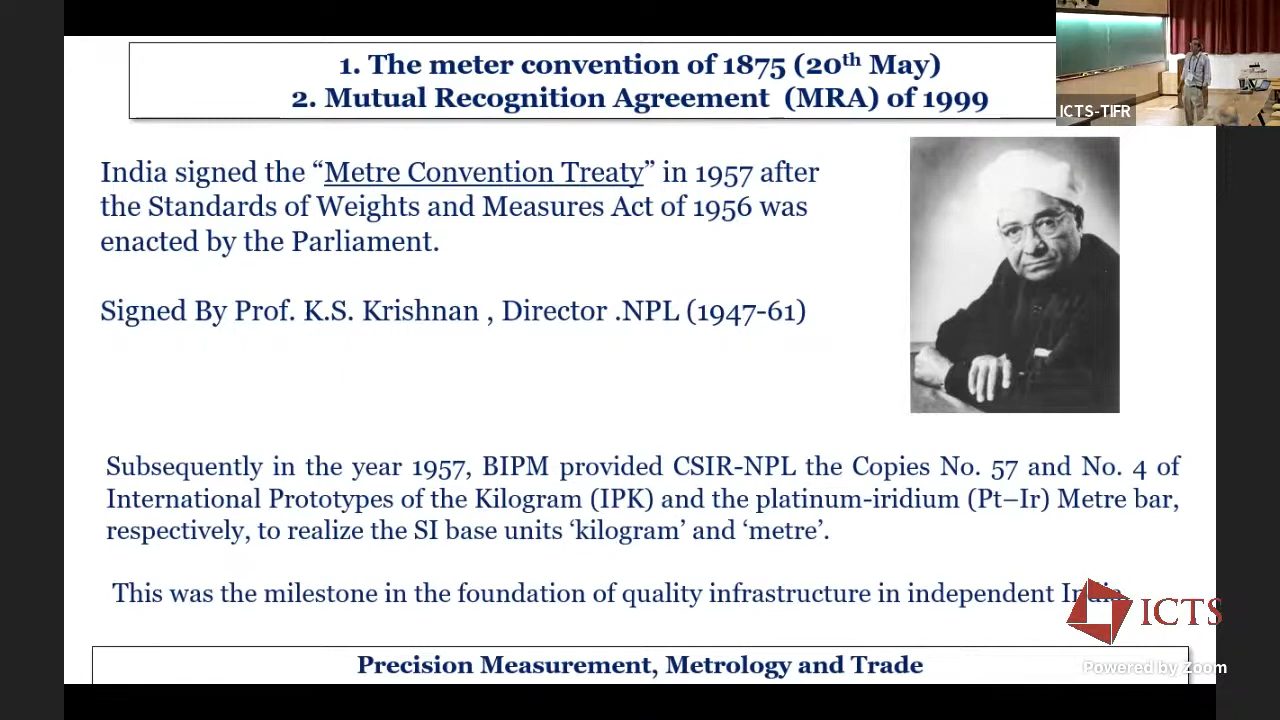 1. The meter convention of 1875 (20th May)
2. Mutual Recognition Agreement (MRA) of 1999
ICTS-TIFR
India signed the “Metre Convention Treaty” in 1957 after
the Standards of Weights and Measures Act of 1956 was
enacted by the Parliament.
Signed By Prof. K.S. Krishnan , Director .NPL (1947-61)
Subsequently in the year 1957, BIPM provided CSIR-NPL the Copies No. 57 and No. 4 of
International Prototypes of the Kilogram (IPK) and the platinum-iridium (Pt–Ir) Metre bar,
respectively, to realize the SI base units ‘kilogram’ and ‘metre’.
This was the milestone in the foundation of quality infrastructure in independent India
ICTS
Precision Measurement, Metrology and Trade
Powered by Zoom